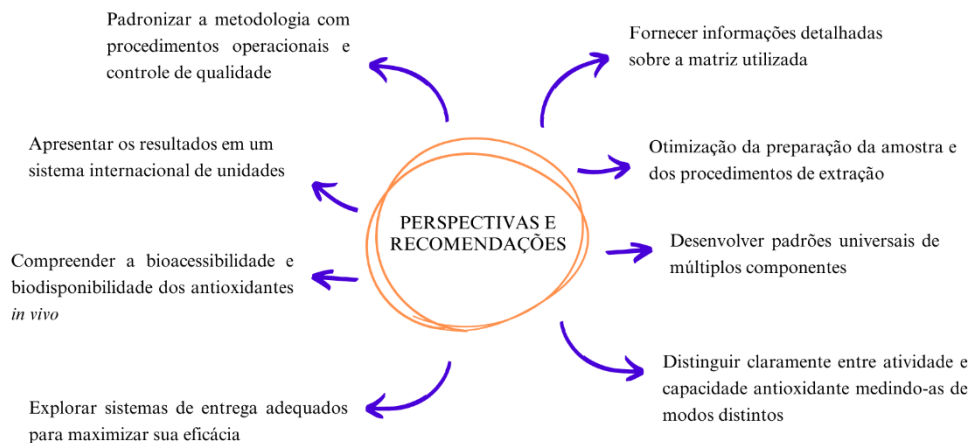 Padronizar a metodologia com
procedimentos operacionais e
controle de qualidade
Fornecer informações detalhadas
sobre a matriz utilizada
Apresentar os resultados em um
sistema internacional de unidades
Otimização da preparação da amostra e
dos procedimentos de extração
PERSPECTIVAS E
RECOMENDAÇÕES
Compreender a bioacessibilidade e
biodisponibilidade dos antioxidantes
in vivo
Desenvolver padrões universais de
múltiplos componentes
Explorar sistemas de entrega adequados
para maximizar sua eficácia
Distinguir claramente entre atividade e
capacidade antioxidante medindo-as de
modos distintos